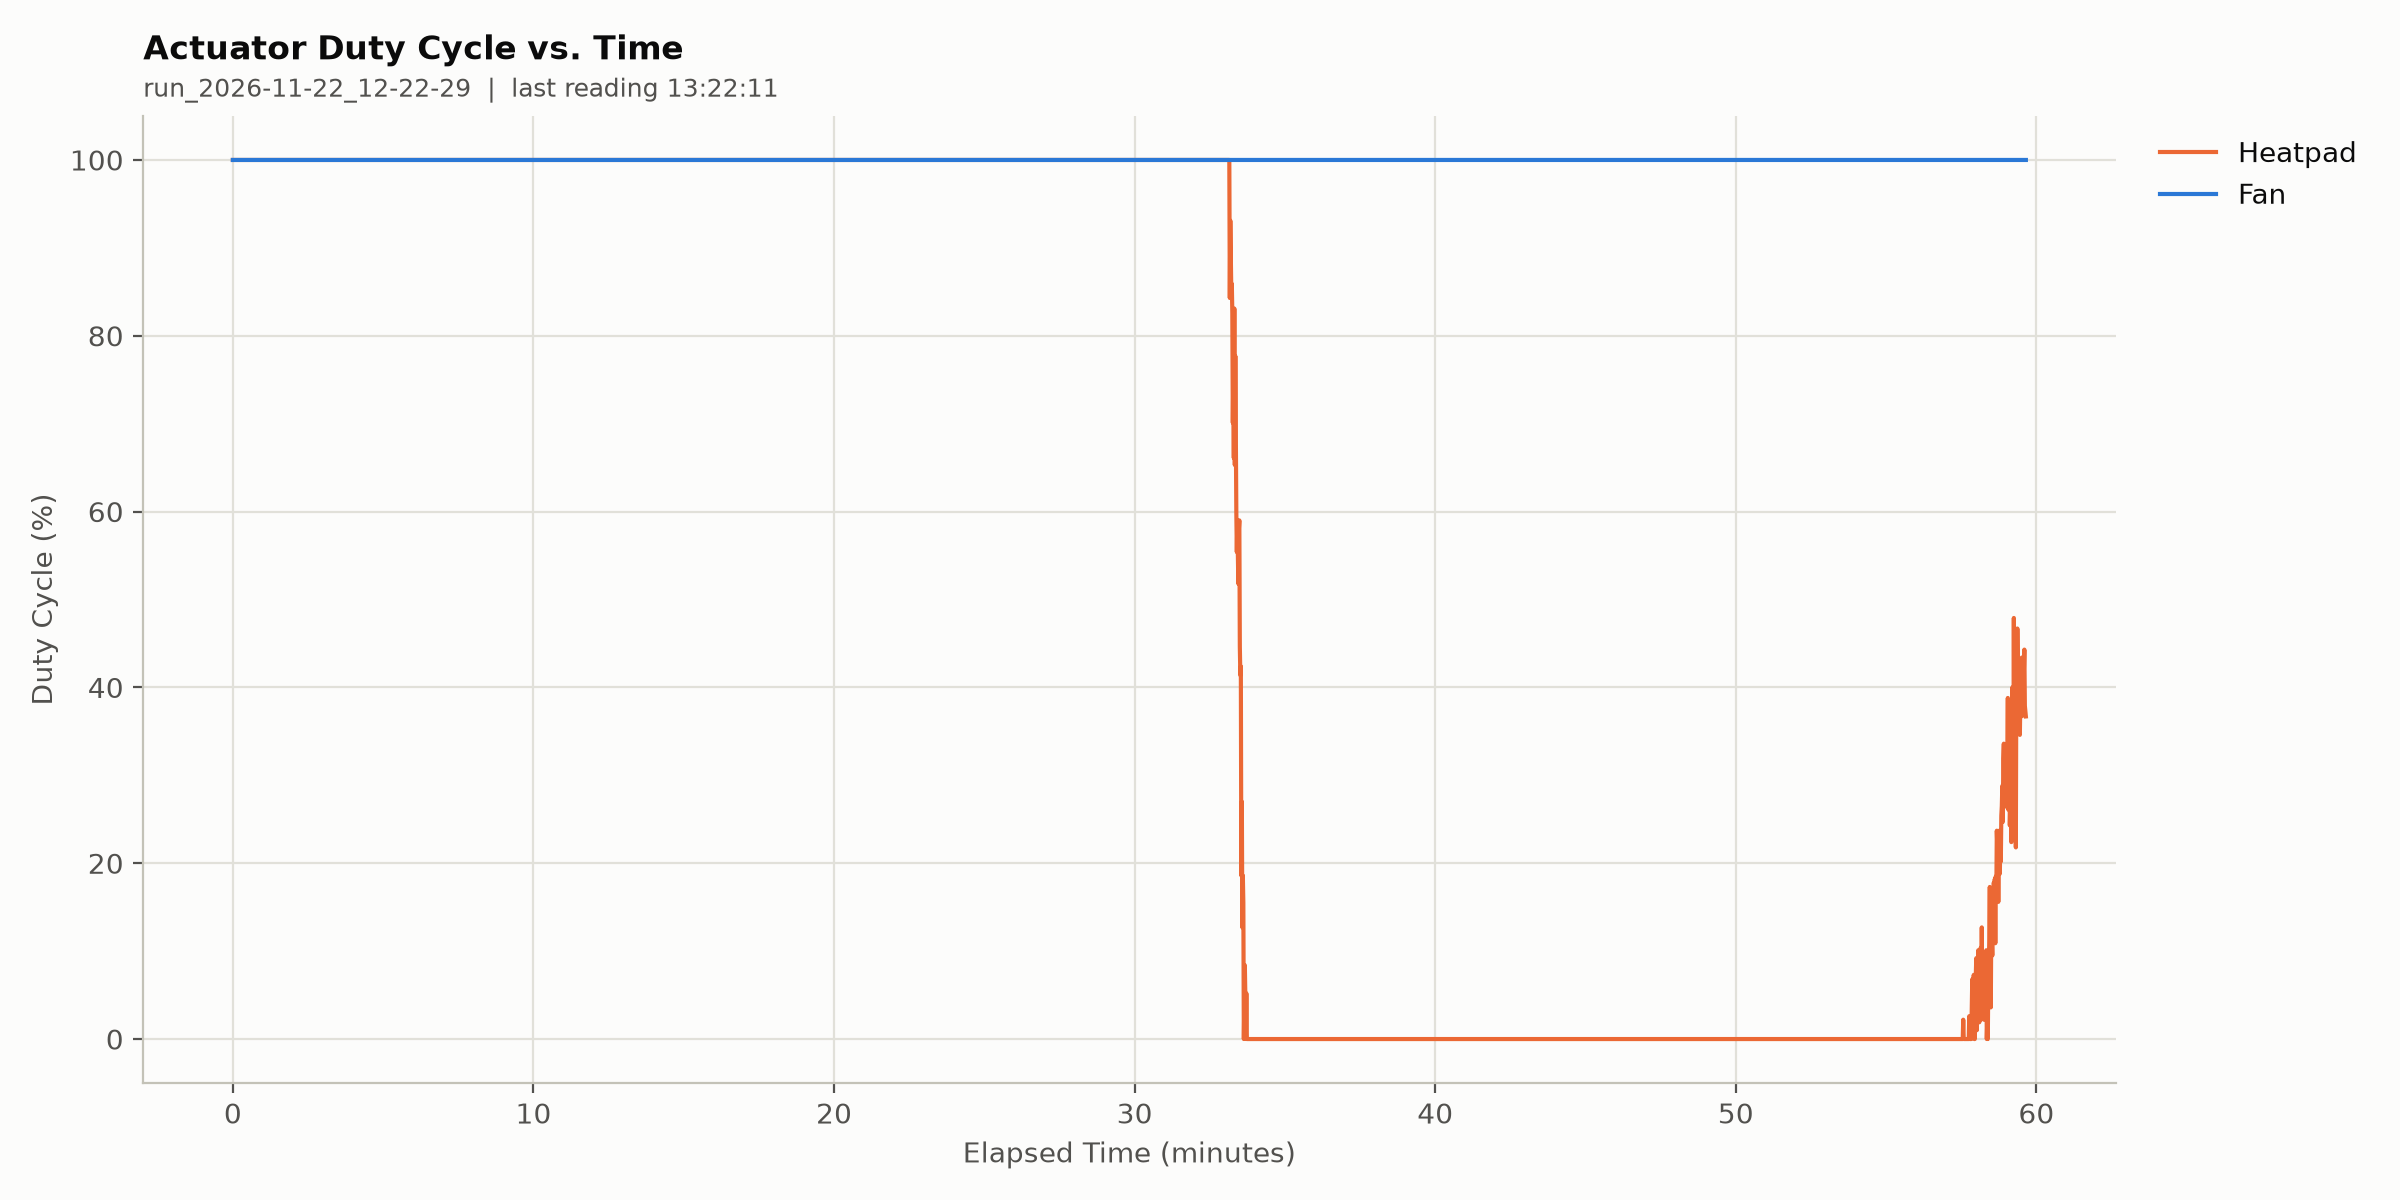 Actuator Duty Cycle vs. Time
run_2026-11-22_12-22-29 | last reading 13:22:11
Heatpad
Fan
100
80
60
40
20
0
Duty Cycle (%)
0 10 20 30 40 50 60
Elapsed Time (minutes)